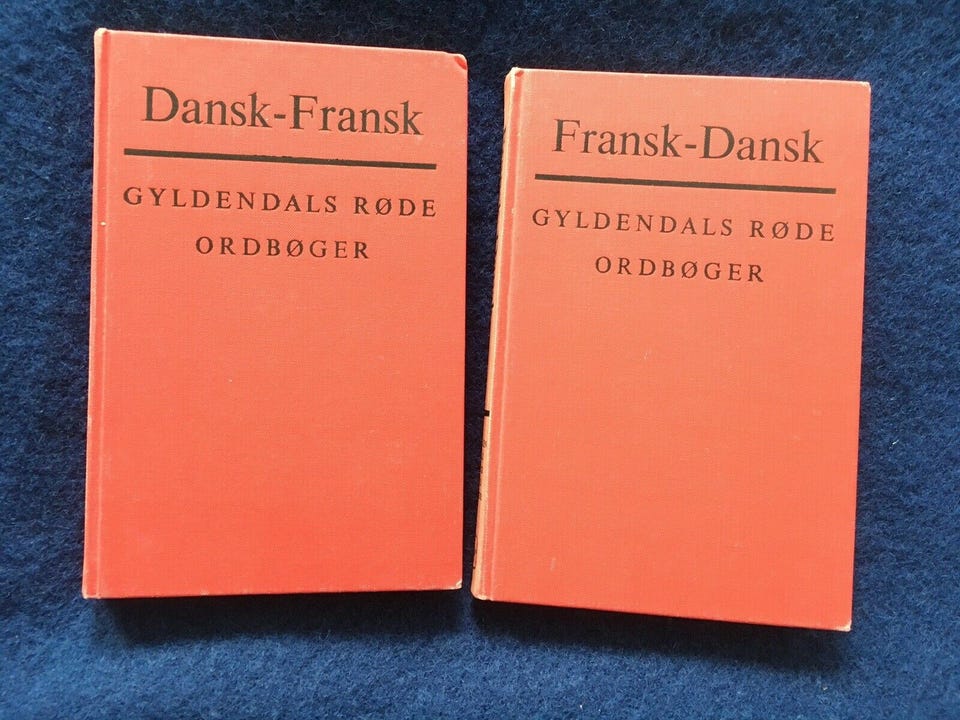 Dansk-Fransk
GYLDENDALS RØDE
ORDBØGER
Fransk-Dansk
GYLDENDALS RØDE
ORDBØGER